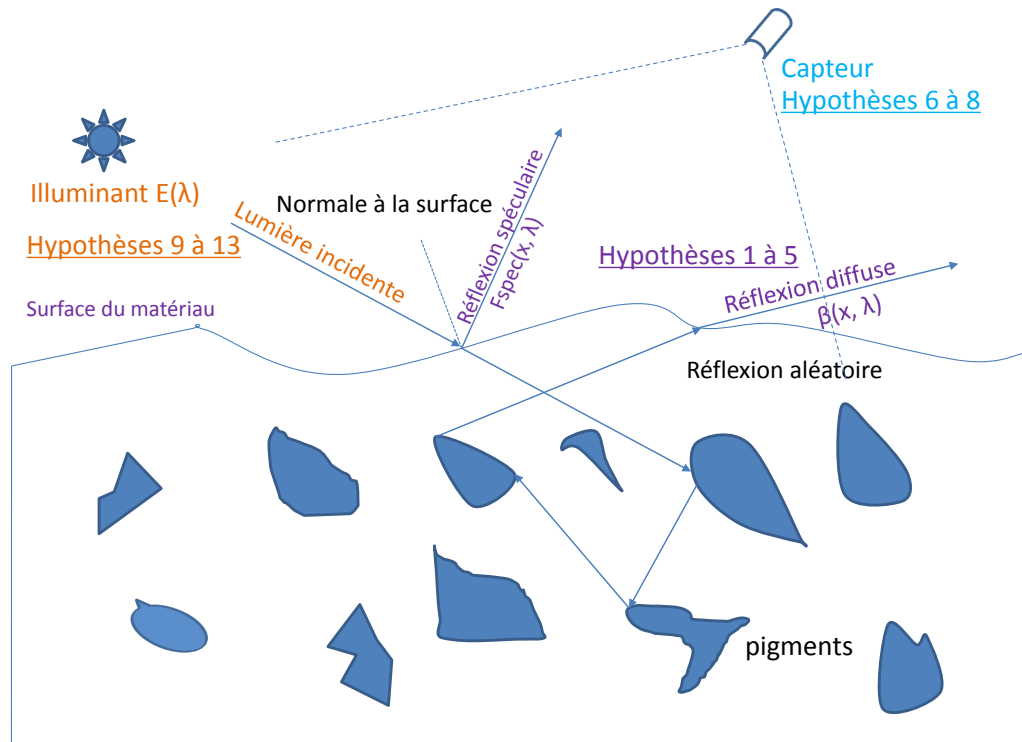 Capteur
Hypothèses 6 à 8
Illuminant E(λ)
Normale à la surface
Lumière incidente
Réflexion spéculaire
Fspec(x, λ)
Hypothèses 9 à 13
Hypothèses 1 à 5
Surface du matériau
Réflexion diffuse
β(x, λ)
Réflexion aléatoire
pigments